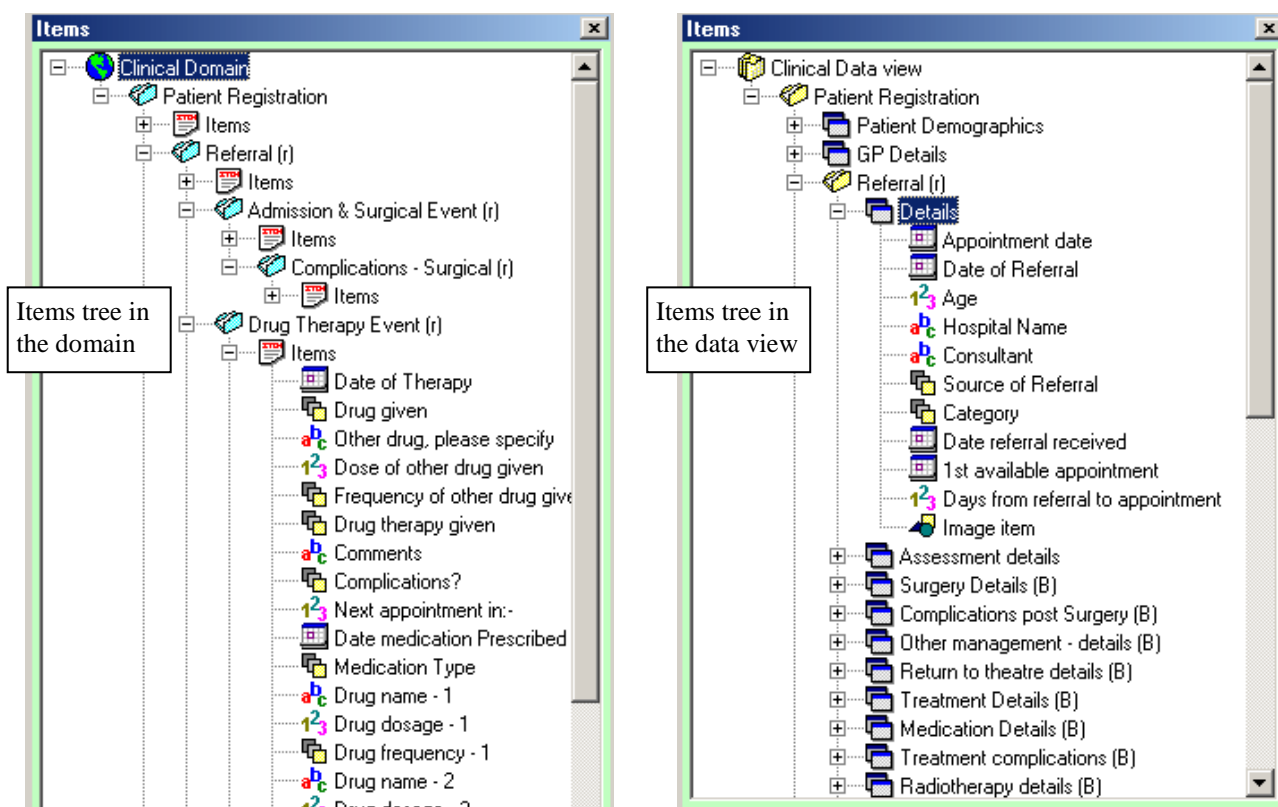 Items
Clinical Domain
Patient Registration
Items
Referral (r)
Items
Admission & Surgical Event (r)
Items
Complications - Surgical (r)
Items
Drug Therapy Event (r)
Items
Date of Therapy
Drug given
Other drug, please specify
Dose of other drug given
Frequency of other drug give
Drug therapy given
Comments
Complications?
Next appointment in:-
Date medication Prescribed
Medication Type
Drug name - 1
Drug dosage - 1
Drug frequency - 1
Drug name - 2
Drug dosage - 2
Items tree in
the domain
Items
Clinical Data view
Patient Registration
Patient Demographics
GP Details
Referral (r)
Details
Appointment date
Date of Referral
Age
Hospital Name
Consultant
Source of Referral
Category
Date referral received
1st available appointment
Days from referral to appointment
Image item
Assessment details
Surgery Details (B)
Complications post Surgery (B)
Other management - details (B)
Return to theatre details (B)
Treatment Details (B)
Medication Details (B)
Treatment complications (B)
Radiotherapy details (B)
Items tree in
the data view